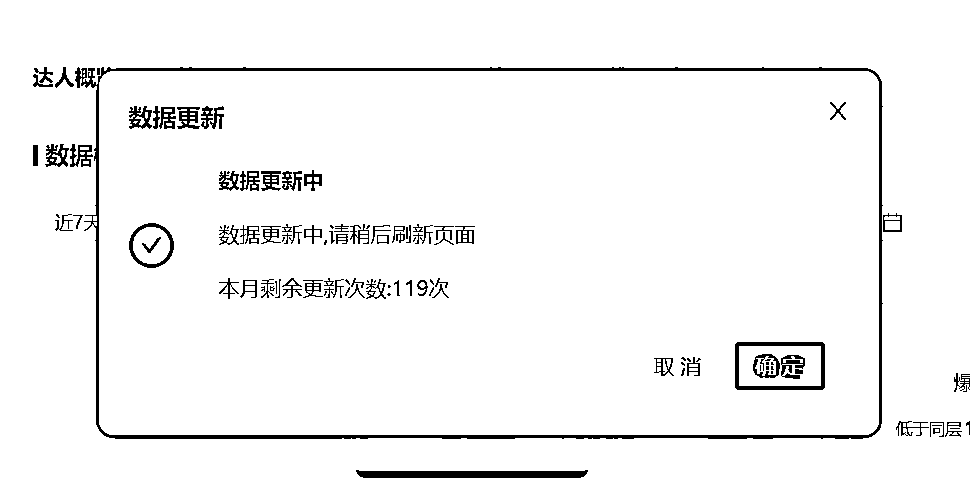 达人概
数据更新
数据
数据更新中
近7天
数据更新中,请稍后刷新页面
本月剩余更新次数:119次
取消
确定
爆
低于同层1